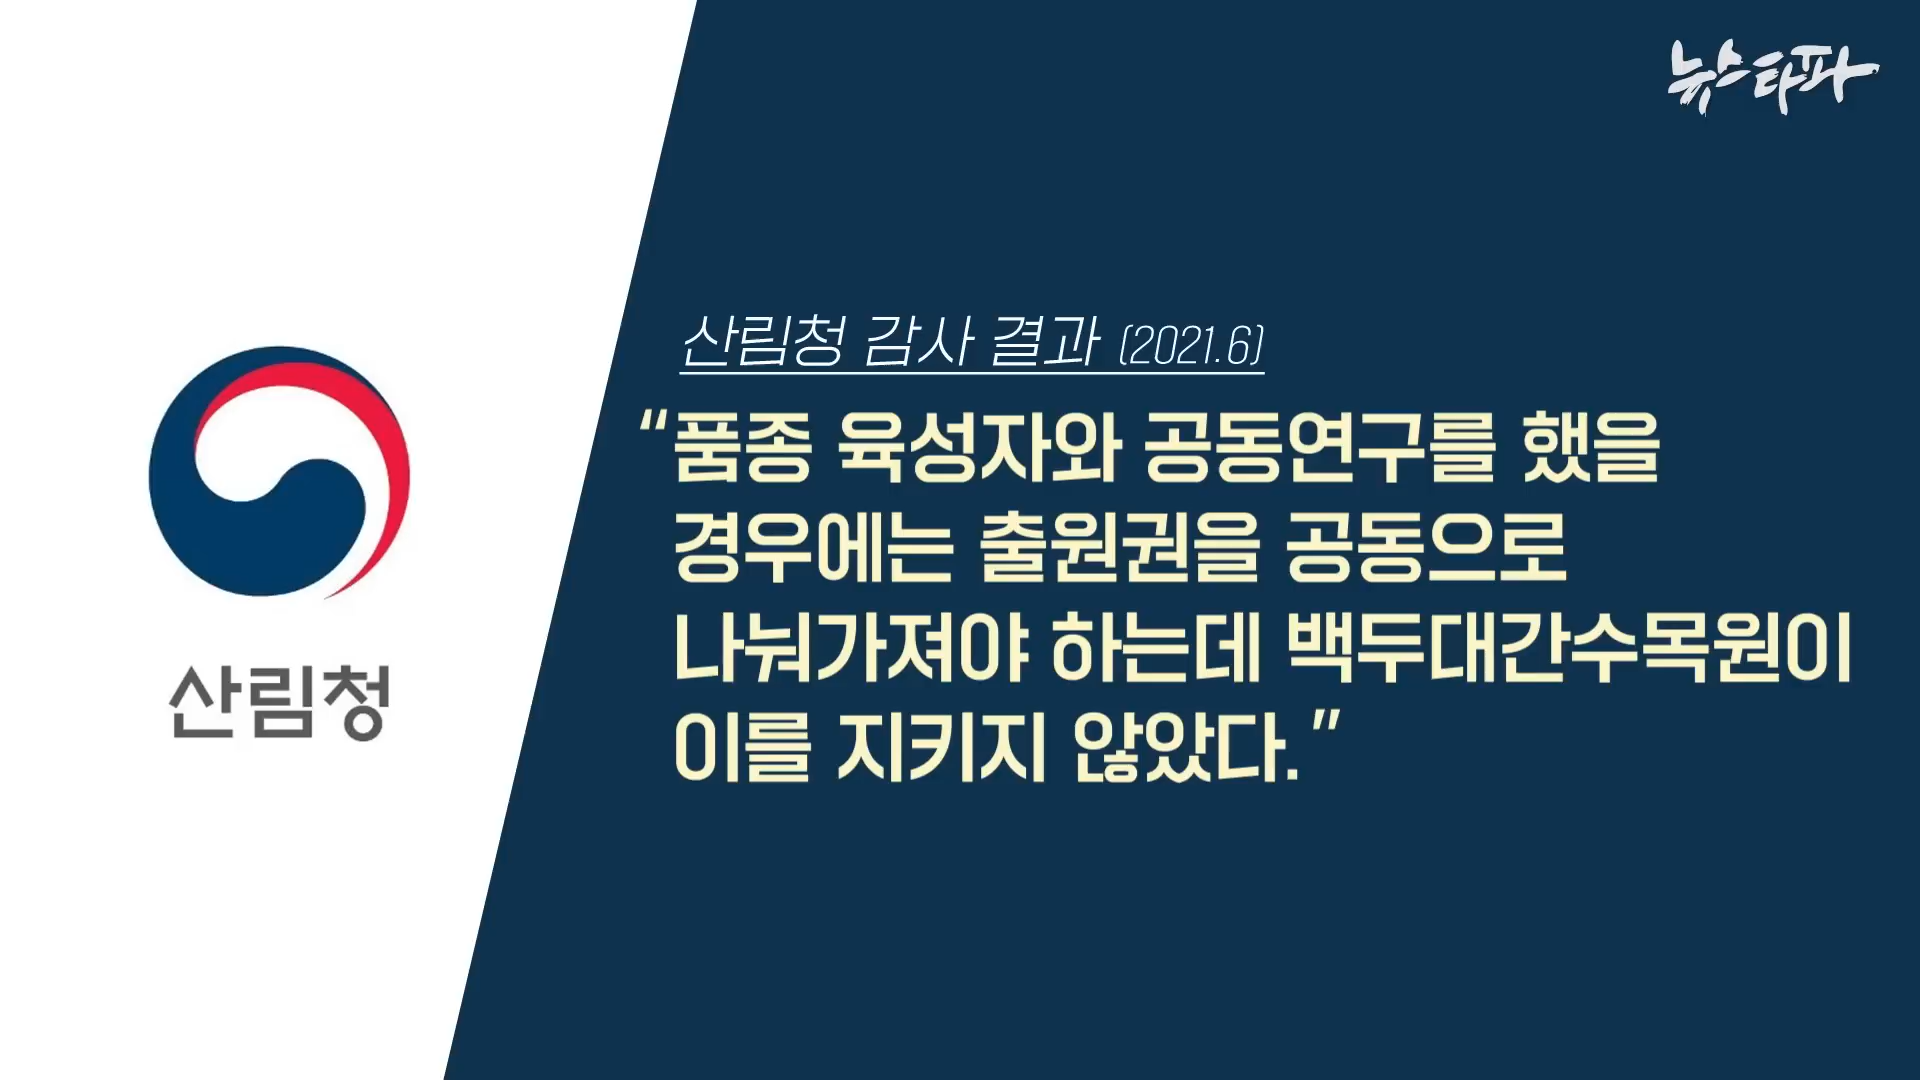 뉴스타파
산림청
산림청 감사 결과 (2021.6)
“품종 육성자와 공동연구를 했을
경우에는 출원권을 공동으로
나눠가져야 하는데 백두대간수목원이
이를 지키지 않았다.”